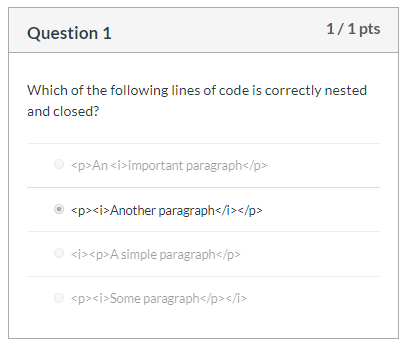 Question 1
1 / 1 pts
Which of the following lines of code is correctly nested
and closed?
<p>An <i>important paragraph</p>
<p><i>Another paragraph</i></p>
<i><p>A simple paragraph</p>
<p><i>Some paragraph</p></i>